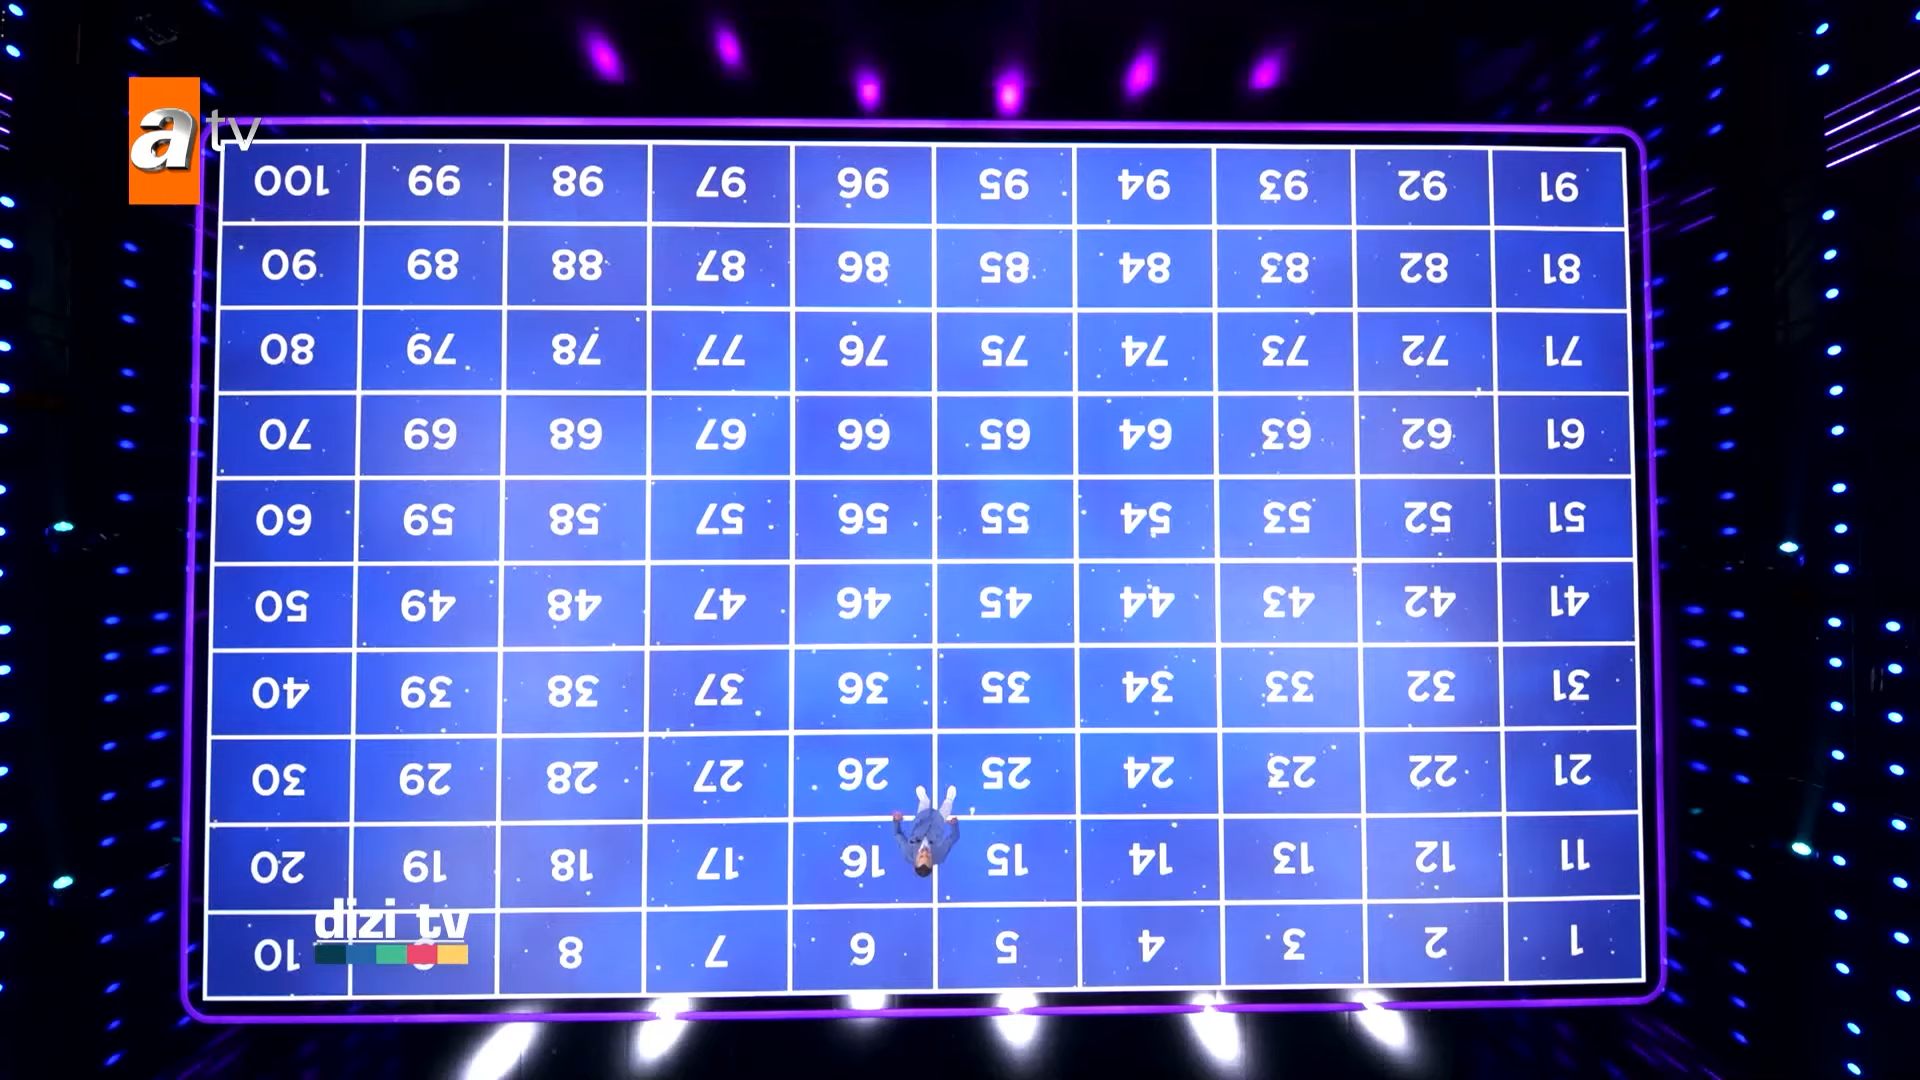 atv
1 2 3 4 5 6 7 8 10
11 12 13 14 15 16 17 18 19 20
21 22 23 24 25 26 27 28 29 30
31 32 33 34 35 36 37 38 39 40
41 42 43 44 45 46 47 48 49 50
51 52 53 54 55 56 57 58 59 60
61 62 63 64 65 66 67 68 69 70
71 72 73 74 75 76 77 78 79 80
81 82 83 84 85 86 87 88 89 90
91 92 93 94 95 96 97 98 99 100
dizi tv